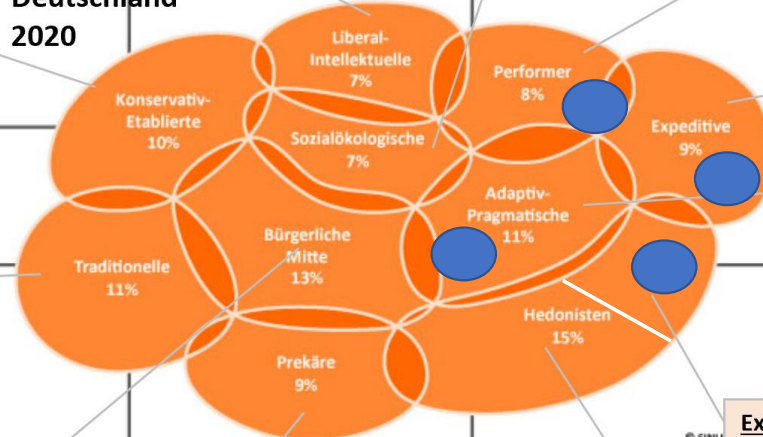 Deutschland
2020
Liberal-
Intellektuelle
7%
Performer
8%
Konservativ-
Etablierte
10%
Expeditive
9%
Sozialökologische
7%
Adaptiv-
Pragmatische
11%
Bürgerliche
Mitte
13%
Traditionelle
11%
Hedonisten
15%
Prekäre
9%
Ex
© SINU